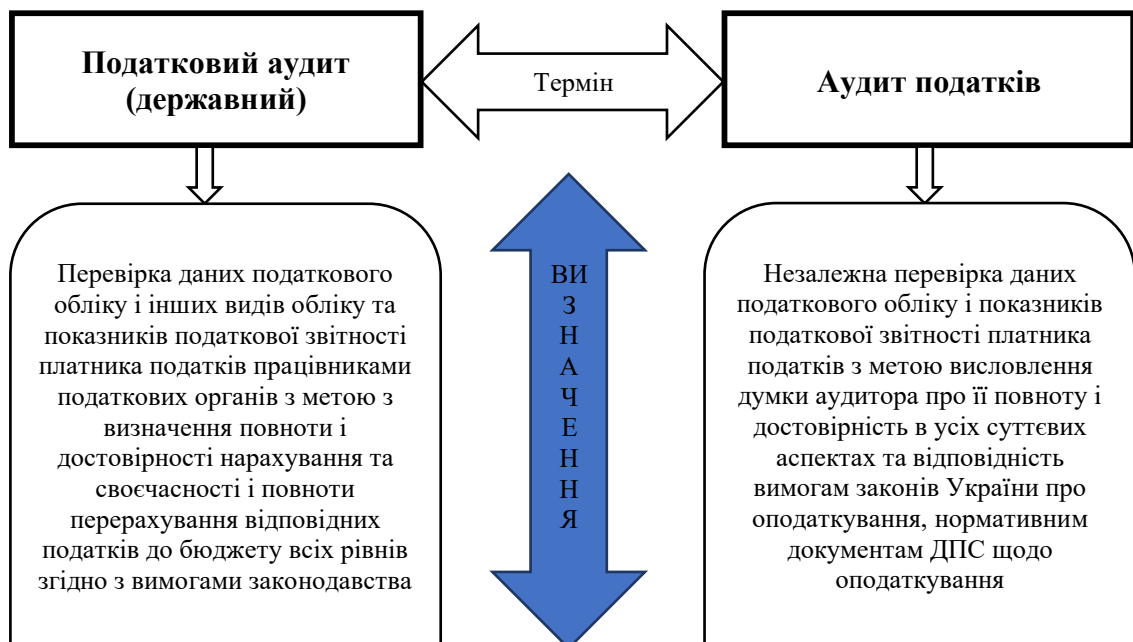 Податковий аудит
(державний)
Термін
Аудит податків
Перевірка даних податкового
обліку і інших видів обліку та
показників податкової звітності
платника податків працівниками
податкових органів з метою з
визначення повноти і
достовірності нарахування та
своєчасності і повноти
перерахування відповідних
податків до бюджету всіх рівнів
згідно з вимогами законодавства
ВИ
З
Н
А
Ч
Е
Н
Н
Я
Незалежна перевірка даних
податкового обліку і показників
податкової звітності платника
податків з метою висловлення
думки аудитора про її повноту і
достовірність в усіх суттєвих
аспектах та відповідність
вимогам законів України про
оподаткування, нормативним
документам ДПС щодо
оподаткування